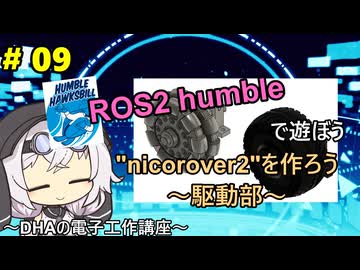 # 09
HUMBLE
HAWKSBILL
ROS2 humble
で遊ぼう
"nicorover2"を作ろう
～駆動部～
～DHAの電子工作講座～